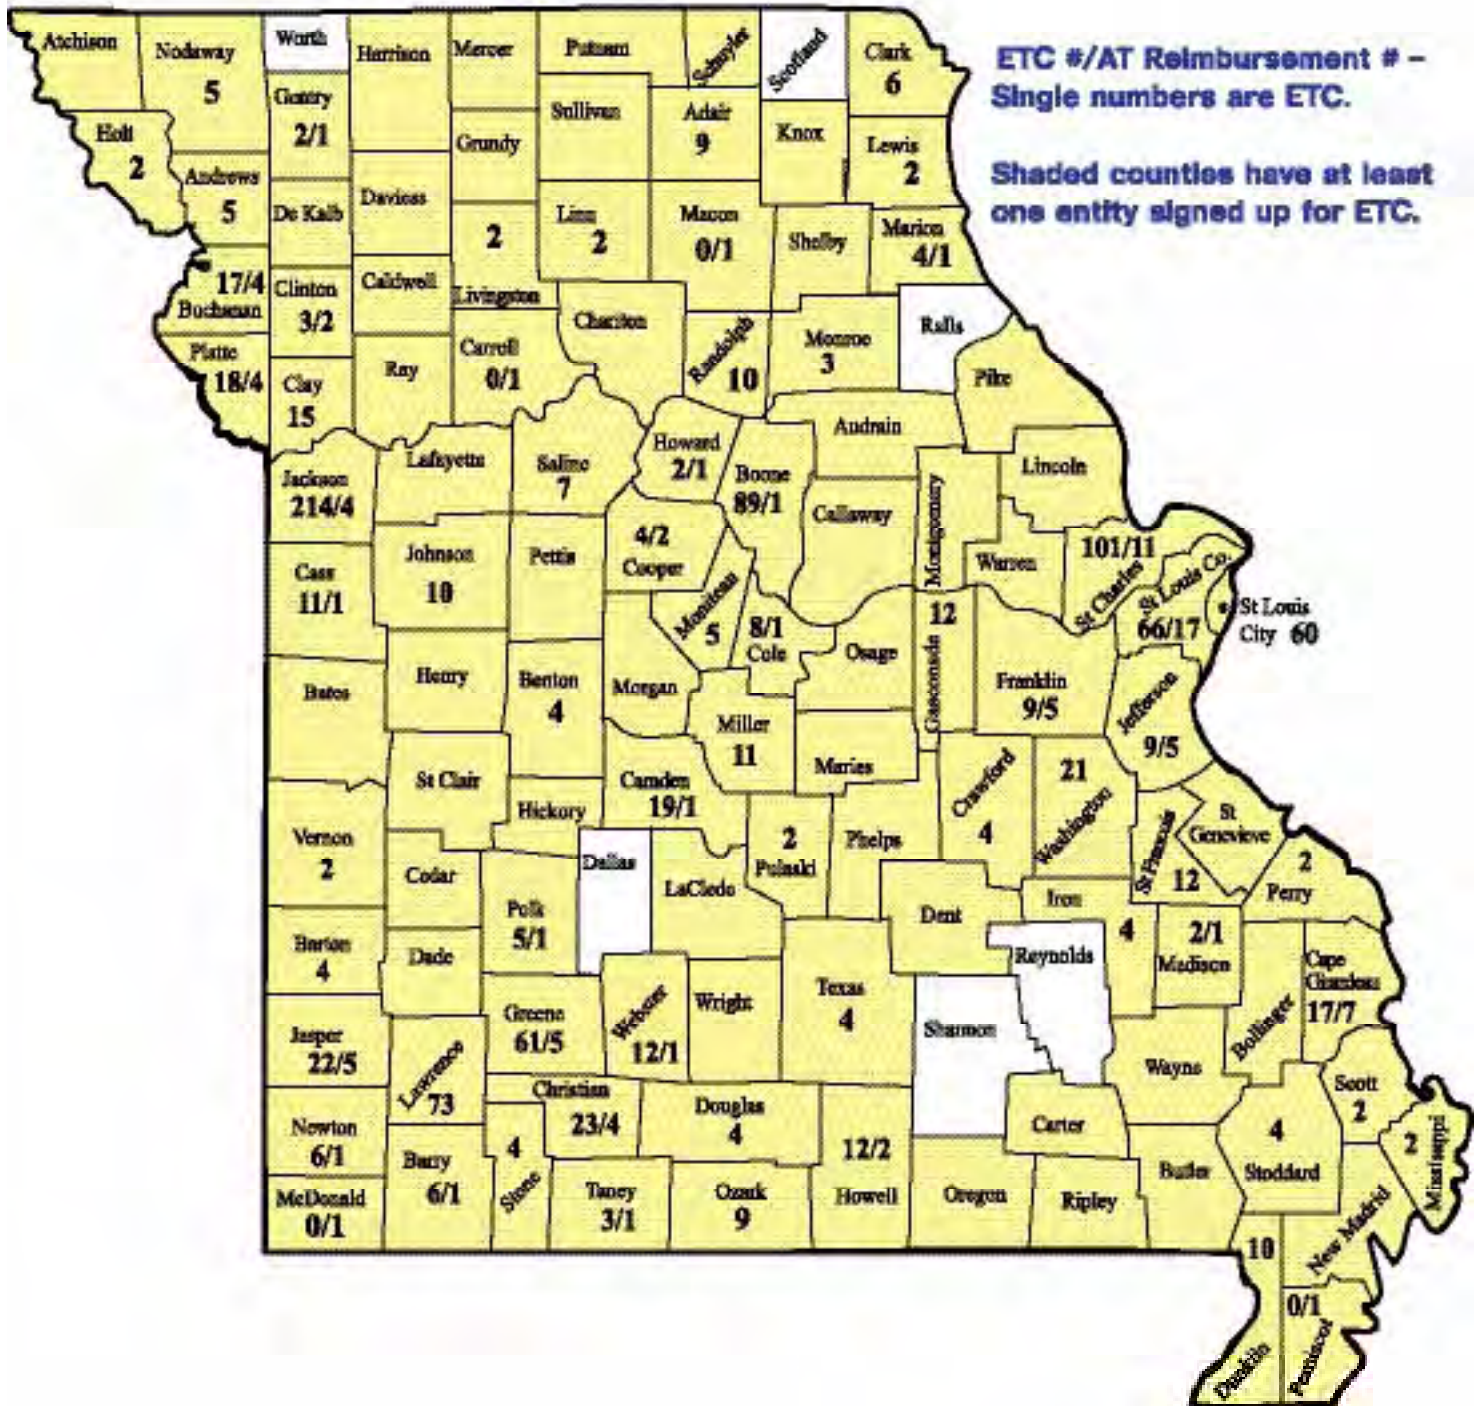 ETC #/AT Reimbursement # –
Single numbers are ETC.
Shaded counties have at least
one entity signed up for ETC.
Atchison
Nodaway
5
Worth
Harrison
Mercer
Putnam
Schuyler
Scotland
Clark
6
Holt
2
Andrews
5
Gentry
2/1
De Kalb
Daviess
Grundy
Sullivan
Adair
9
Knox
Lewis
2
2
Livingston
Linn
2
Macon
0/1
Shelby
Marion
4/1
17/4
Buchanan
Clinton
3/2
Caldwell
Chariton
Randolph
10
Monroe
3
Ralls
Pike
Platte
18/4
Clay
15
Ray
Carroll
0/1
Audrain
Jackson
214/4
Lafayette
Saline
7
Howard
2/1
Boone
89/1
Callaway
Montgomery
Lincoln
Warren
101/11
St Charles
St Louis Co.
66/17
St Louis
City 60
Cass
11/1
Johnson
10
Pettis
4/2
Cooper
Moniteau
5
8/1
Cole
Osage
12
Gasconade
Franklin
9/5
Jefferson
9/5
Bates
Henry
Benton
4
Morgan
Miller
11
Maries
St Clair
Hickory
Camden
19/1
2
Pulaski
Phelps
Crawford
4
21
Washington
St Francois
12
St
Genevieve
2
Perry
Vernon
2
Cedar
Polk
5/1
Dallas
LaClede
Dent
Iron
4
Reynolds
2/1
Madison
Bollinger
Cape
Girardeau
17/7
Barton
4
Dade
Greene
61/5
Webster
12/1
Wright
Texas
4
Shannon
Wayne
Scott
2
Jasper
22/5
Lawrence
73
Christian
23/4
Douglas
4
12/2
Howell
Carter
4
Stoddard
2
Mississippi
Newton
6/1
Barry
6/1
4
Stone
Taney
3/1
Ozark
9
Oregon
Ripley
Butler
New Madrid
McDonald
0/1
10
Dunklin
0/1
Pemiscot